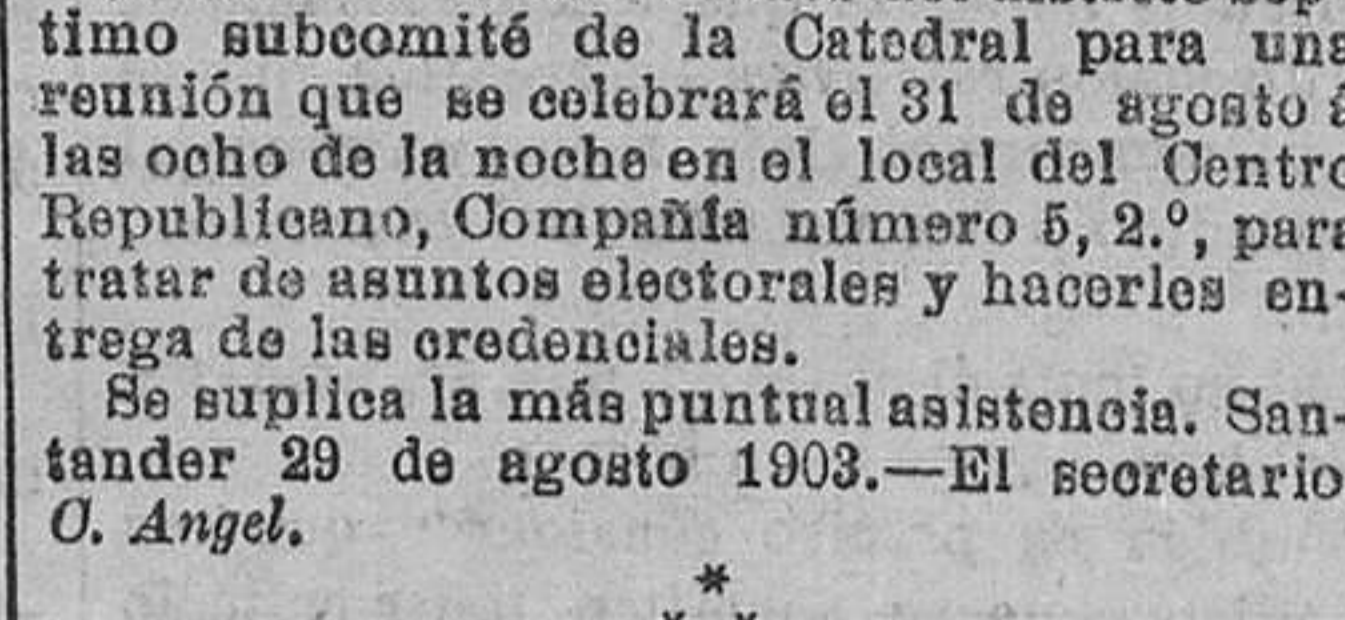 timo subcomité de la Catedral para una
reunión que se celebrará el 31 de agosto á
las ocho de la noche en el local del Centro
Republicano, Compañía número 5, 2.º, para
tratar de asuntos electorales y hacerles en-
trega de las credenciales.
Se suplica la más puntual asistencia. San-
tander 29 de agosto 1903.—El secretario
C. Angel.
*
* *